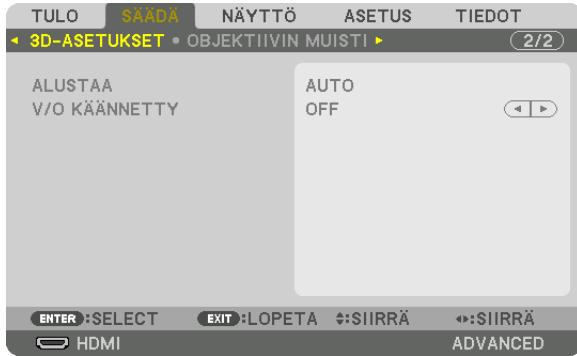 TULO SÄÄDÄ NÄYTTÖ ASETUS TIEDOT
◂ 3D-ASETUKSET • OBJEKTIIVIN MUISTI ▸ 2/2
ALUSTAA AUTO
V/O KÄÄNNETTY OFF ◂ ▸
ENTER :SELECT EXIT :LOPETA ♦:SIIRRÄ ◂▸:SIIRRÄ
HDMI ADVANCED